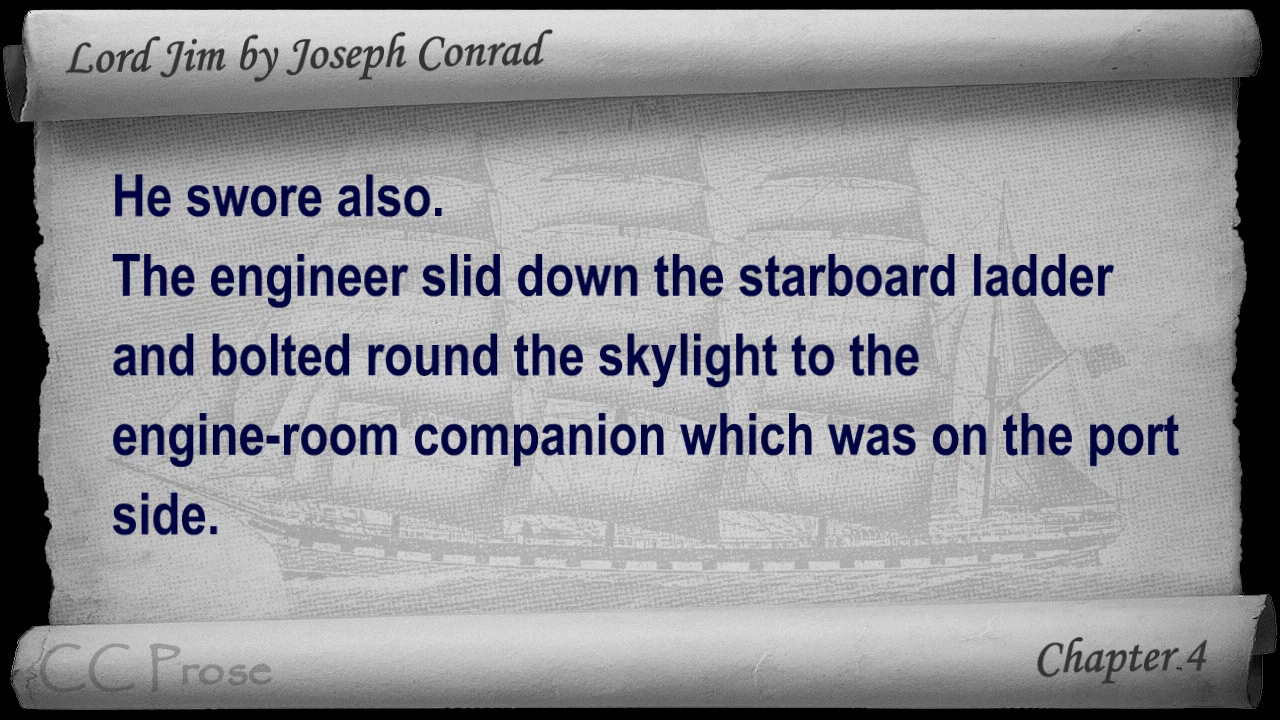 Lord Jim by Joseph Conrad
He swore also.
The engineer slid down the starboard ladder
and bolted round the skylight to the
engine-room companion which was on the port
side.
CC Prose
Chapter 4